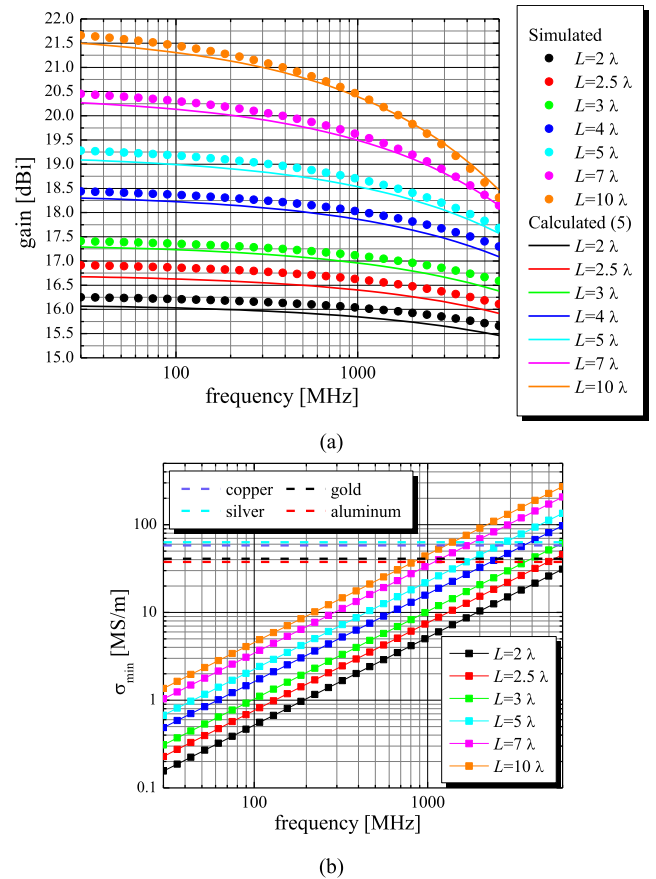 22.0
21.5
21.0
20.5
20.0
19.5
19.0
18.5
18.0
17.5
17.0
16.5
16.0
15.5
15.0
gain [dBi]
100
1000
frequency [MHz]
Simulated
L=2 λ
L=2.5 λ
L=3 λ
L=4 λ
L=5 λ
L=7 λ
L=10 λ
Calculated (5)
L=2 λ
L=2.5 λ
L=3 λ
L=4 λ
L=5 λ
L=7 λ
L=10 λ
(a)
copper
gold
silver
aluminum
100
10
1
0.1
σmin [MS/m]
L=2 λ
L=2.5 λ
L=3 λ
L=5 λ
L=7 λ
L=10 λ
100
1000
frequency [MHz]
(b)